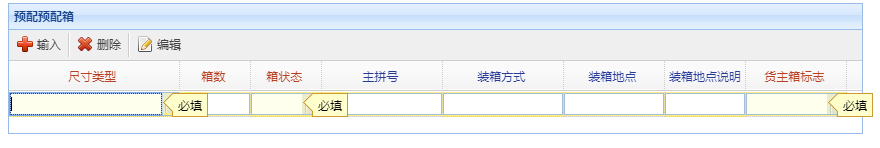 预配预配箱
输入 删除 编辑
尺寸类型 箱数 箱状态 主拼号 装箱方式 装箱地点 装箱地点说明 货主箱标志
必填 必填 必填